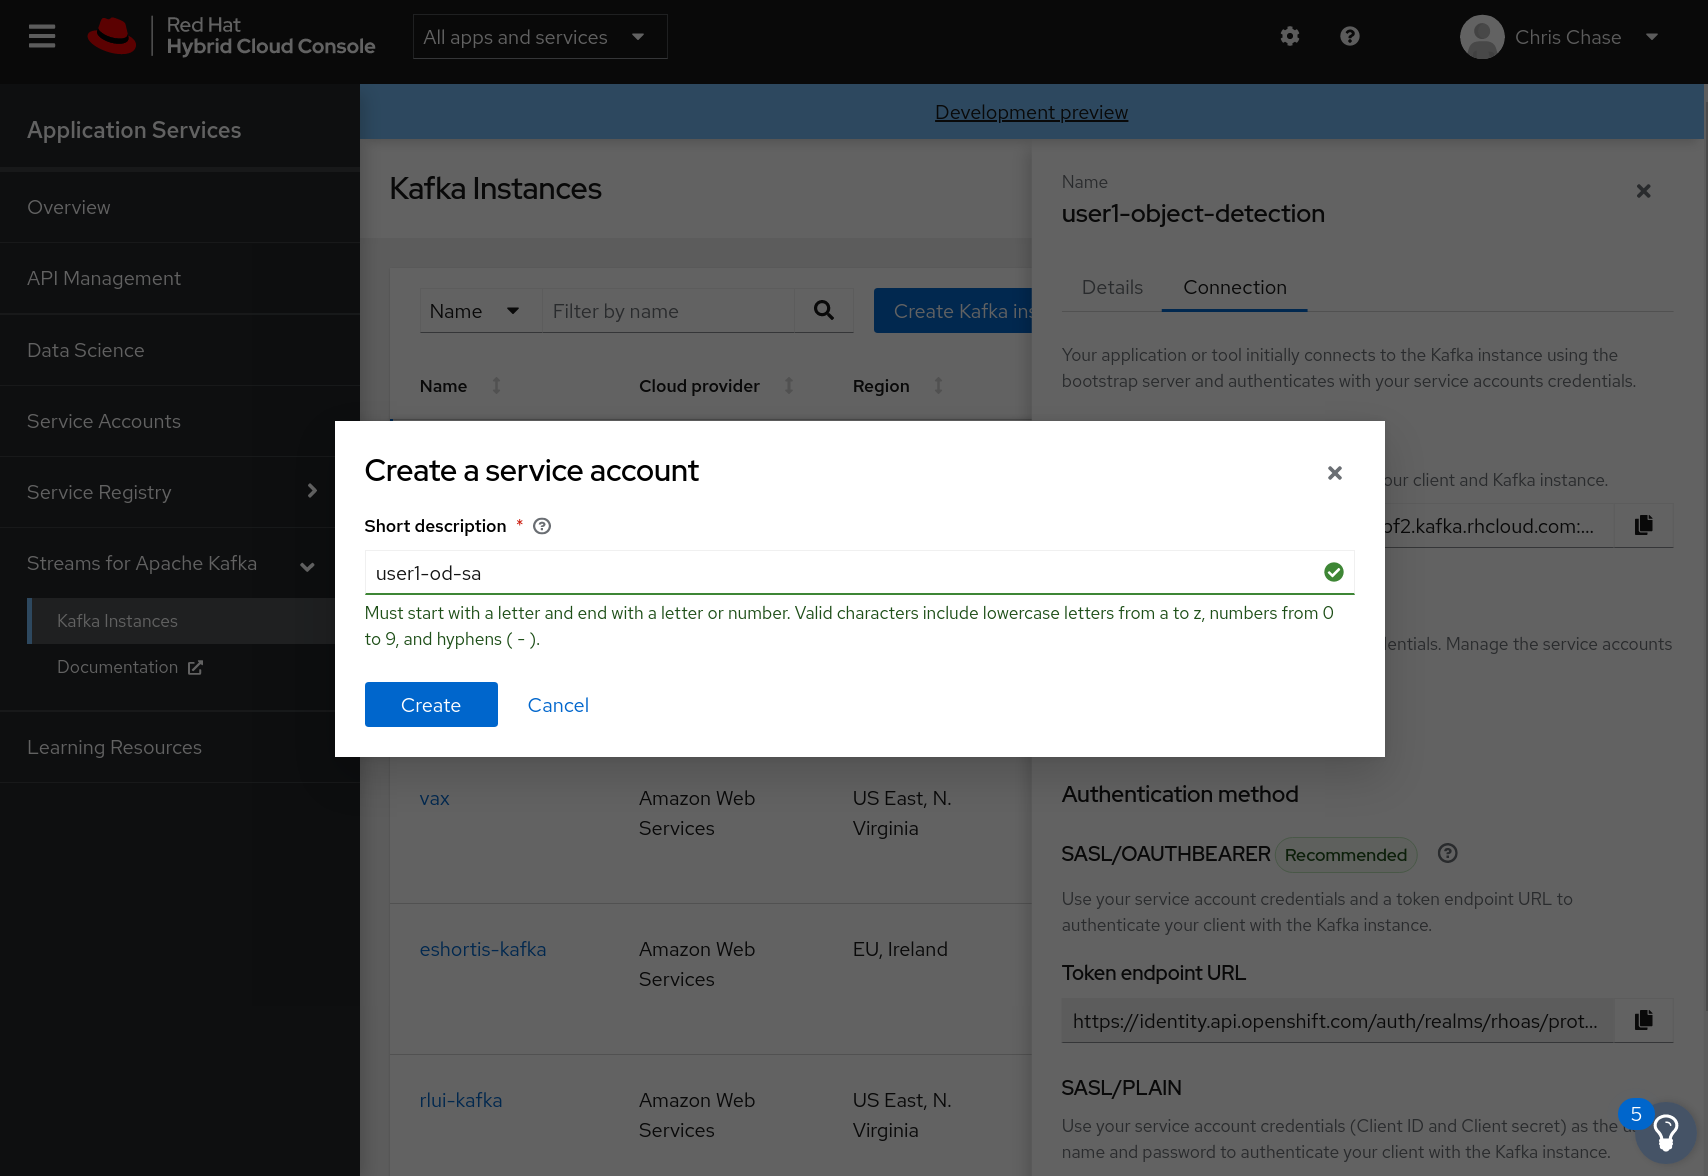 Red Hat
Hybrid Cloud Console
All apps and services
Chris Chase
Application Services
Overview
API Management
Data Science
Service Accounts
Service Registry
Streams for Apache Kafka
Kafka Instances
Documentation
Learning Resources
Development preview
Kafka Instances
Name
Filter by name
Create Kafka ins
Name
Cloud provider
Region
Name
user1-object-detection
Details
Connection
Your application or tool initially connects to the Kafka instance using the
bootstrap server and authenticates with your service accounts credentials.
client and Kafka instance.
of2.kafka.rhcloud.com:...
Manage the service accounts
Create a service account
Short description *
user1-od-sa
Must start with a letter and end with a letter or number. Valid characters include lowercase letters from a to z, numbers from 0
to 9, and hyphens ( - ).
Create
Cancel
vax
Amazon Web
Services
US East, N.
Virginia
eshortis-kafka
Amazon Web
Services
EU, Ireland
rlui-kafka
Amazon Web
Services
US East, N.
Virginia
Authentication method
SASL/OAUTHBEARER
Recommended
Use your service account credentials and a token endpoint URL to
authenticate your client with the Kafka instance.
Token endpoint URL
https://identity.api.openshift.com/auth/realms/rhoas/prot...
SASL/PLAIN
Use your service account credentials (Client ID and Client secret) as the
name and password to authenticate your client with the Kafka instance.
5